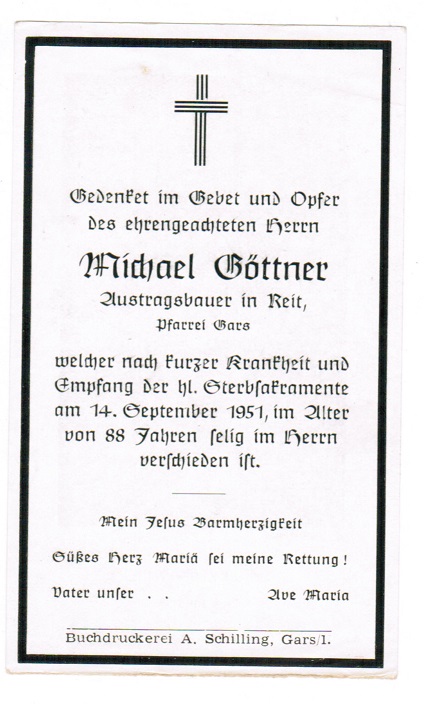 Gedenket im Gebet und Opfer
des ehrengeachteten Herrn
Michael Göttner
Austragsbauer in Reit,
Pfarrei Gars
welcher nach kurzer Krankheit und
Empfang der hl. Sterbsakramente
am 14. September 1951, im Alter
von 88 Jahren selig im Herrn
verschieden ist.
Mein Jesus Barmherzigkeit
Süßes Herz Mariä sei meine Rettung!
Vater unser . . Ave Maria
Buchdruckerei A. Schilling, Gars/I.